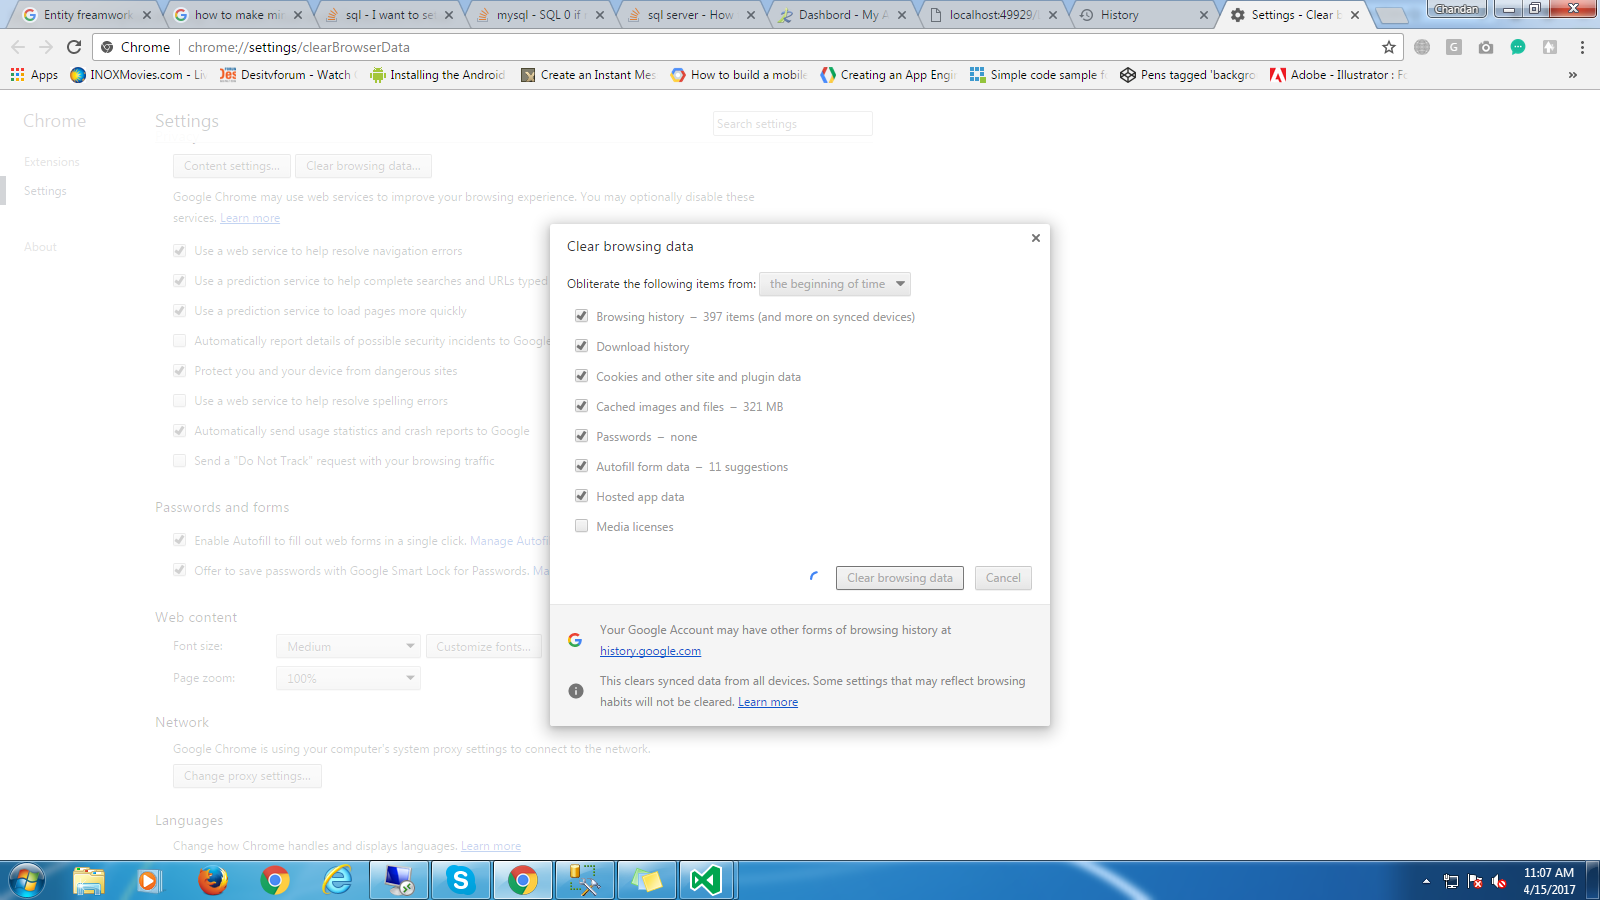 Entity freamwork
how to make mi
sql - I want to se
mysql - SQL 0 if
sql server - How
Dashbord - My A
localhost:49929/
History
Settings - Clear b
Chandan
Chrome
chrome://settings/clearBrowserData
Apps
INOXMovies.com - Li
Desitvforum - Watch
Installing the Android
Create an Instant Mes
How to build a mobile
Creating an App Engi
Simple code sample f
Pens tagged 'backgro
Adobe - Illustrator : F
»
Chrome
Settings
Search settings
Extensions
Settings
About
Content settings...
Clear browsing data...
Google Chrome may use web services to improve your browsing experience. You may optionally disable these
services. Learn more
Use a web service to help resolve navigation errors
Use a prediction service to help complete searches and URLs typed
Use a prediction service to load pages more quickly
Automatically report details of possible security incidents to Google
Protect you and your device from dangerous sites
Use a web service to help resolve spelling errors
Automatically send usage statistics and crash reports to Google
Send a "Do Not Track" request with your browsing traffic
Passwords and forms
Enable Autofill to fill out web forms in a single click. Manage Autofi
Offer to save passwords with Google Smart Lock for Passwords. Ma
Web content
Font size:
Medium
Customize fonts...
Page zoom:
100%
Network
Google Chrome is using your computer's system proxy settings to connect to the network.
Change proxy settings...
Languages
Change how Chrome handles and displays languages. Learn more
Clear browsing data
Obliterate the following items from: the beginning of time
Browsing history – 397 items (and more on synced devices)
Download history
Cookies and other site and plugin data
Cached images and files – 321 MB
Passwords – none
Autofill form data – 11 suggestions
Hosted app data
Media licenses
Clear browsing data
Cancel
Your Google Account may have other forms of browsing history at
history.google.com
This clears synced data from all devices. Some settings that may reflect browsing
habits will not be cleared. Learn more
11:07 AM
4/15/2017